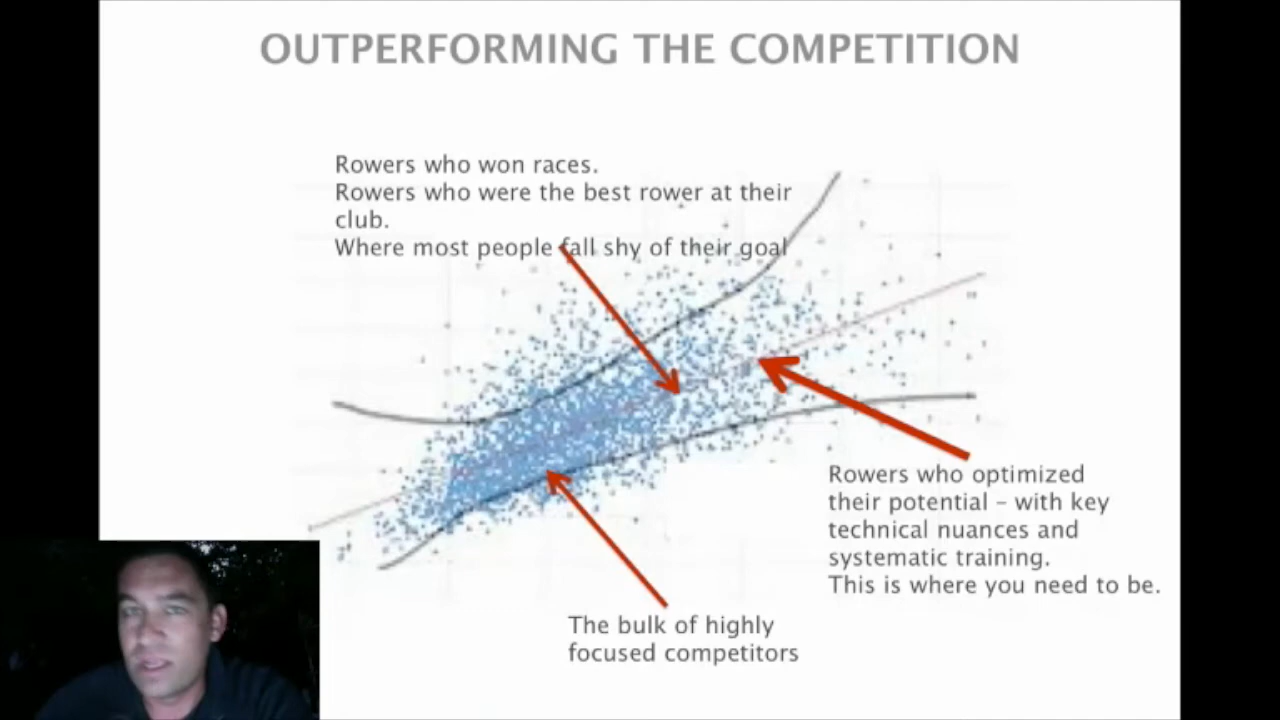 OUTPERFORMING THE COMPETITION
Rowers who won races.
Rowers who were the best rower at their
club.
Where most people fall shy of their goal
Rowers who optimized
their potential – with key
technical nuances and
systematic training.
This is where you need to be.
The bulk of highly
focused competitors